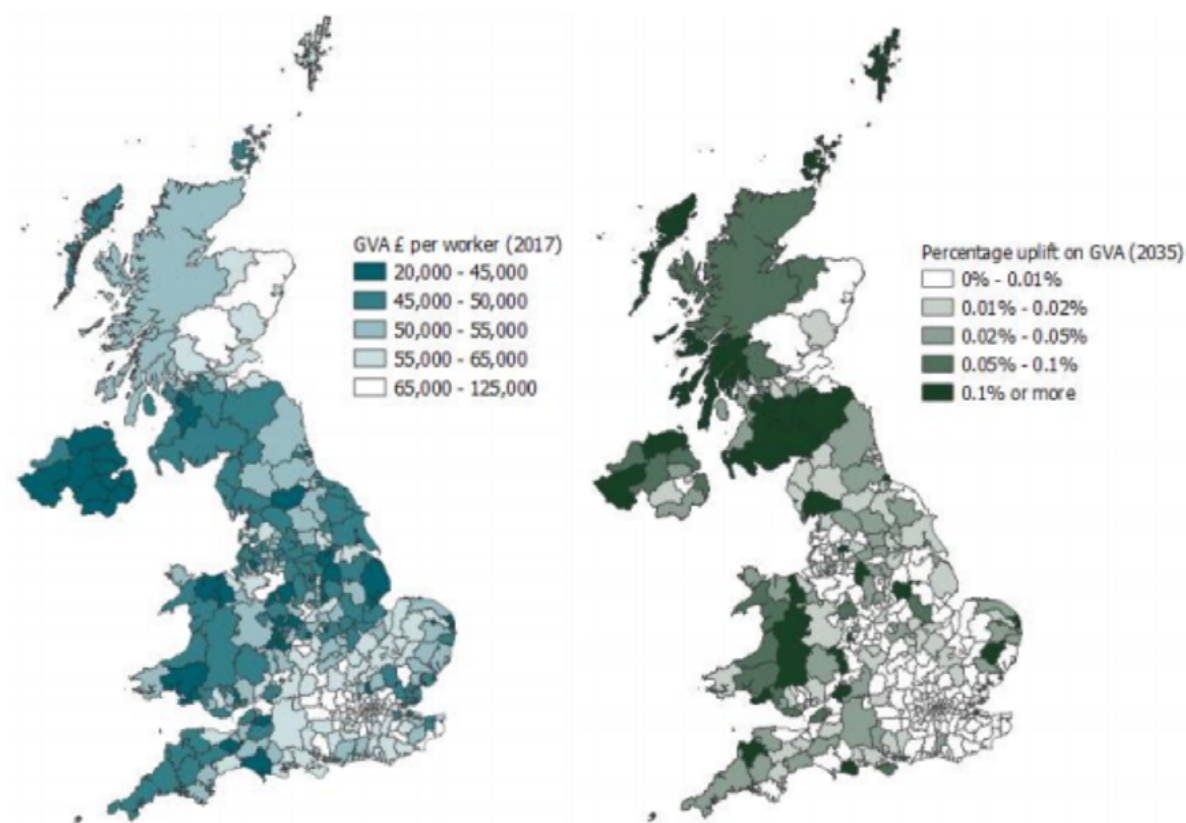 GVA £ per worker (2017)
20,000 - 45,000
45,000 - 50,000
50,000 - 55,000
55,000 - 65,000
65,000 - 125,000
Percentage uplift on GVA (2035)
0% - 0.01%
0.01% - 0.02%
0.02% - 0.05%
0.05% - 0.1%
0.1% or more